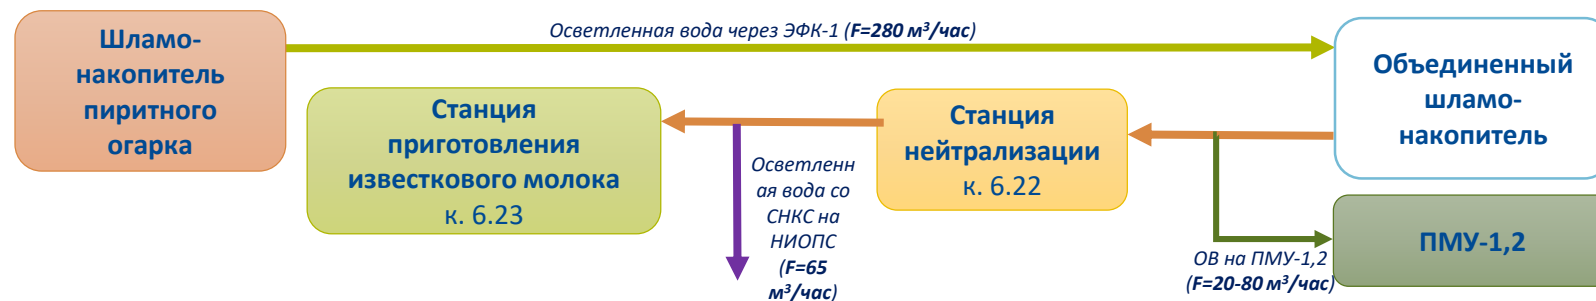 Осветленная вода через ЭФК-1 (F=280 м³/час)
Шламо-
накопитель
пиритного
огарка
Станция
приготовления
известкового молока
к. 6.23
Осветленн
ая вода со
СНКС на
НИОПС
(F=65
м³/час)
Станция
нейтрализации
к. 6.22
Объединенный
шламо-
накопитель
ОВ на ПМУ-1,2
(F=20-80 м³/час)
ПМУ-1,2